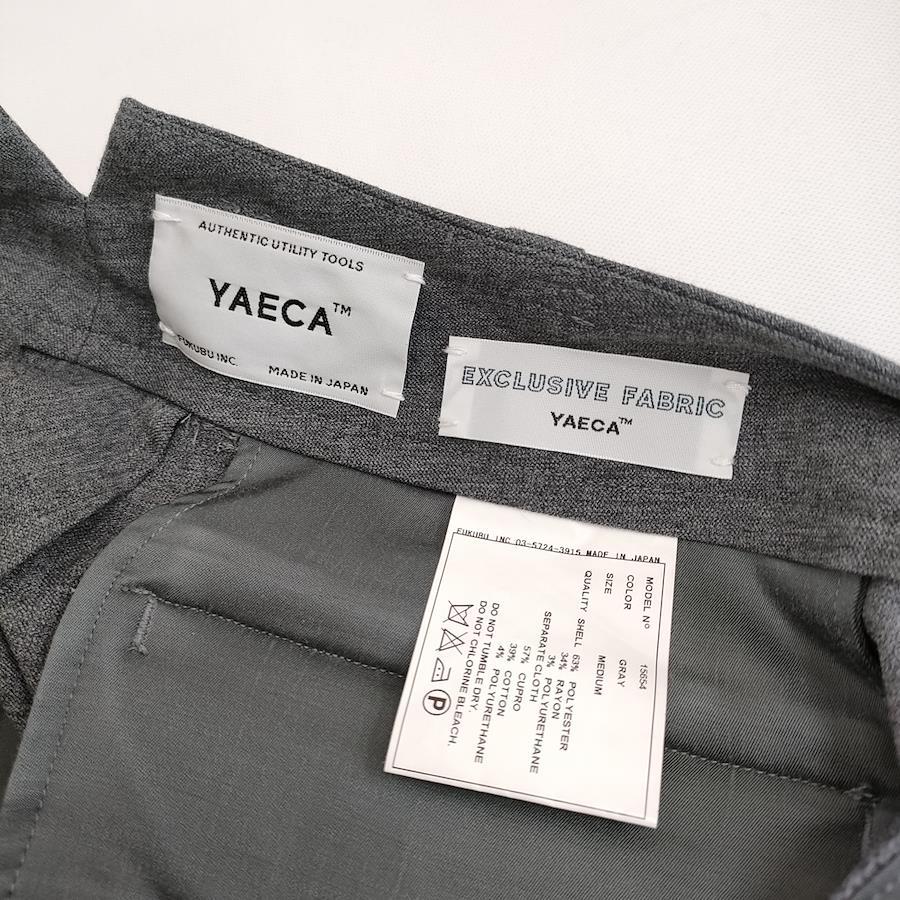 AUTHENTIC UTILITY TOOLS
YAECA™
FUKUBU INC.
MADE IN JAPAN
EXCLUSIVE FABRIC
YAECA™
FUKUBU INC 03-5724-3915 MADE IN JAPAN
MODEL Nº 15654
COLOR GRAY
SIZE MEDIUM
QUALITY SHELL 63% POLYESTER
34% RAYON
3% POLYURETHANE
SEPARATE CLOTH
57% CUPRO
39% COTTON
4% POLYURETHANE
DO NOT TUMBLE DRY.
DO NOT CHLORINE BLEACH.
P